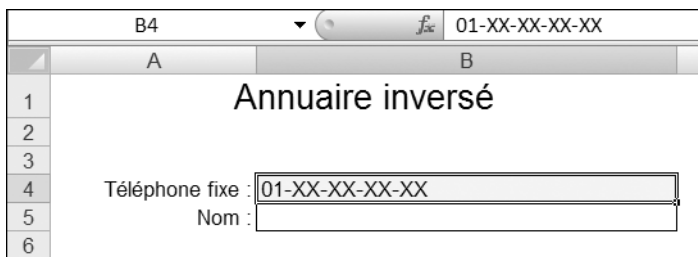 B4 fx 01-XX-XX-XX-XX
A B
1 Annuaire inversé
2
3
4 Téléphone fixe : 01-XX-XX-XX-XX
5 Nom :
6